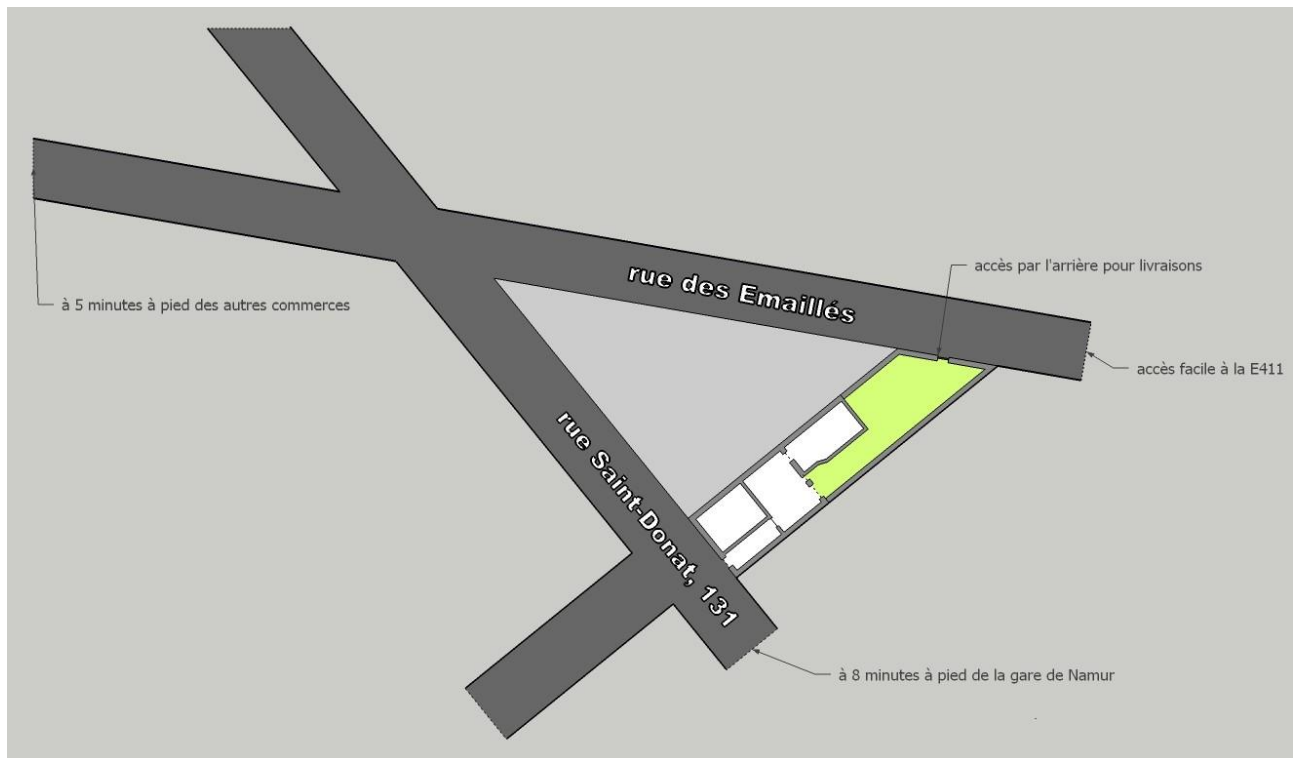 rue des Emaillés
accès par l'arrière pour livraisons
à 5 minutes à pied des autres commerces
accès facile à la E411
rue Saint-Donat, 131
à 8 minutes à pied de la gare de Namur